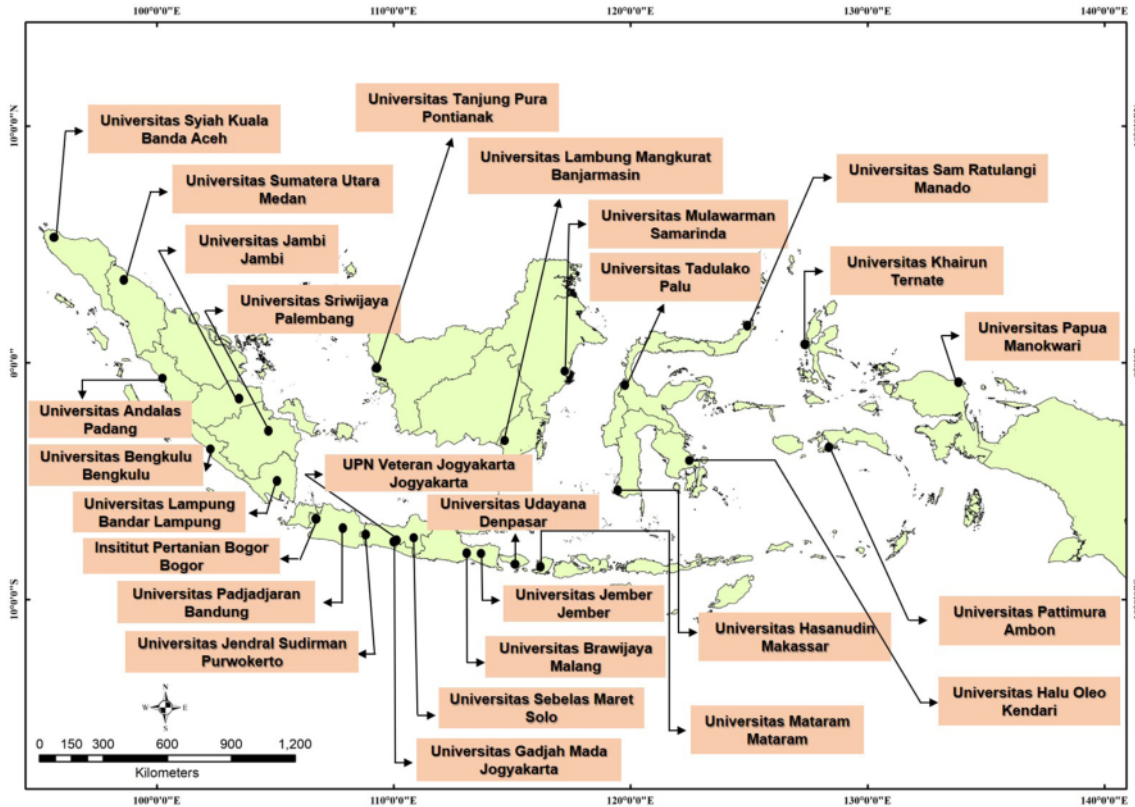 100°0'0"E
110°0'0"E
120°0'0"E
130°0'0"E
140°0'0"E
10°0'0"N
0°0'0"
10°0'0"S
Universitas Tanjung Pura
Pontianak
Universitas Syiah Kuala
Banda Aceh
Universitas Lambung Mangkurat
Banjarmasin
Universitas Sam Ratulangi
Manado
Universitas Sumatera Utara
Medan
Universitas Mulawarman
Samarinda
Universitas Jambi
Jambi
Universitas Tadulako
Palu
Universitas Khairun
Ternate
Universitas Sriwijaya
Palembang
Universitas Papua
Manokwari
Universitas Andalas
Padang
Universitas Bengkulu
Bengkulu
UPN Veteran Jogyakarta
Jogyakarta
Universitas Lampung
Bandar Lampung
Universitas Udayana
Denpasar
Insititut Pertanian Bogor
Bogor
Universitas Padjadjaran
Bandung
Universitas Jember
Jember
Universitas Pattimura
Ambon
Universitas Hasanudin
Makassar
Universitas Jendral Sudirman
Purwokerto
Universitas Brawijaya
Malang
Universitas Halu Oleo
Kendari
Universitas Sebelas Maret
Solo
Universitas Mataram
Mataram
Universitas Gadjah Mada
Jogyakarta
N
W E
S
0 150 300 600 900 1,200
Kilometers
100°0'0"E
110°0'0"E
120°0'0"E
130°0'0"E
140°0'0"E